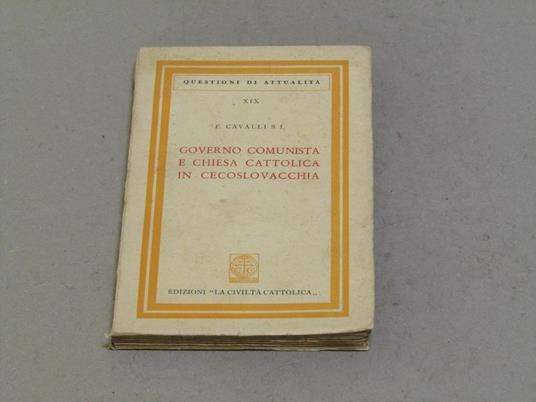 QUESTIONI DI ATTUALITÀ
XIX
F. CAVALLI S I.
GOVERNO COMUNISTA
E CHIESA CATTOLICA
IN CECOSLOVACCHIA
EDIZIONI "LA CIVILTÀ CATTOLICA„